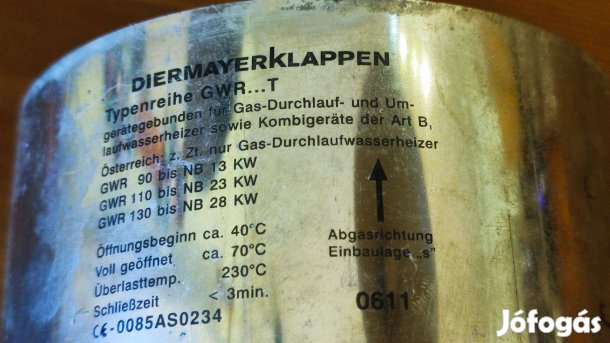 DIERMAYERKLAPPEN
Typenreihe GWR...T
gerätegebunden für Gas-Durchlauf- und Um-
laufwasserheizer sowie Kombigeräte der Art B,
Österreich: z. Zt. nur Gas-Durchlaufwasserheizer
GWR 90 bis NB 13 KW
GWR 110 bis NB 23 KW
GWR 130 bis NB 28 KW
Öffnungsbeginn ca. 40°C
Voll geöffnet ca. 70°C
Überlasttemp. 230°C
Schließzeit < 3min.
CE-0085AS0234
Abgasrichtung
Einbaulage „s"
0611
Jófogás